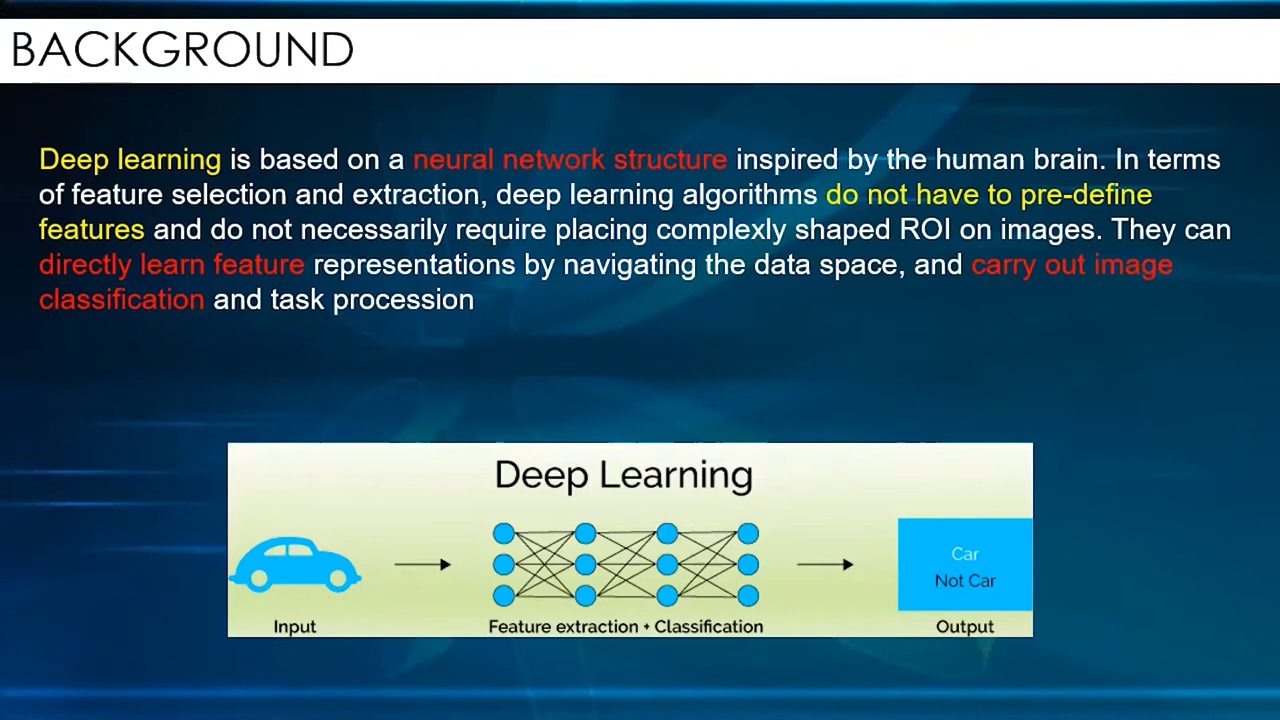 BACKGROUND
Deep learning is based on a neural network structure inspired by the human brain. In terms
of feature selection and extraction, deep learning algorithms do not have to pre-define
features and do not necessarily require placing complexly shaped ROI on images. They can
directly learn feature representations by navigating the data space, and carry out image
classification and task procession
Deep Learning
Car
Not Car
Input
Feature extraction + Classification
Output